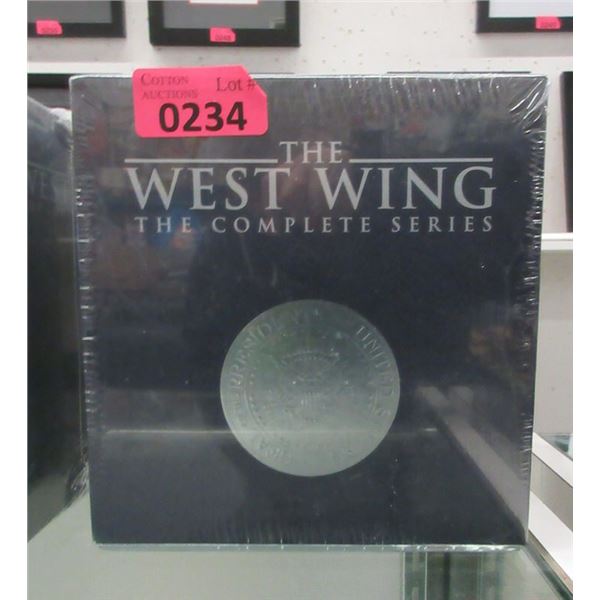 COTTON Lot #
AUCTIONS
0234
THE
WEST WING
THE COMPLETE SERIES